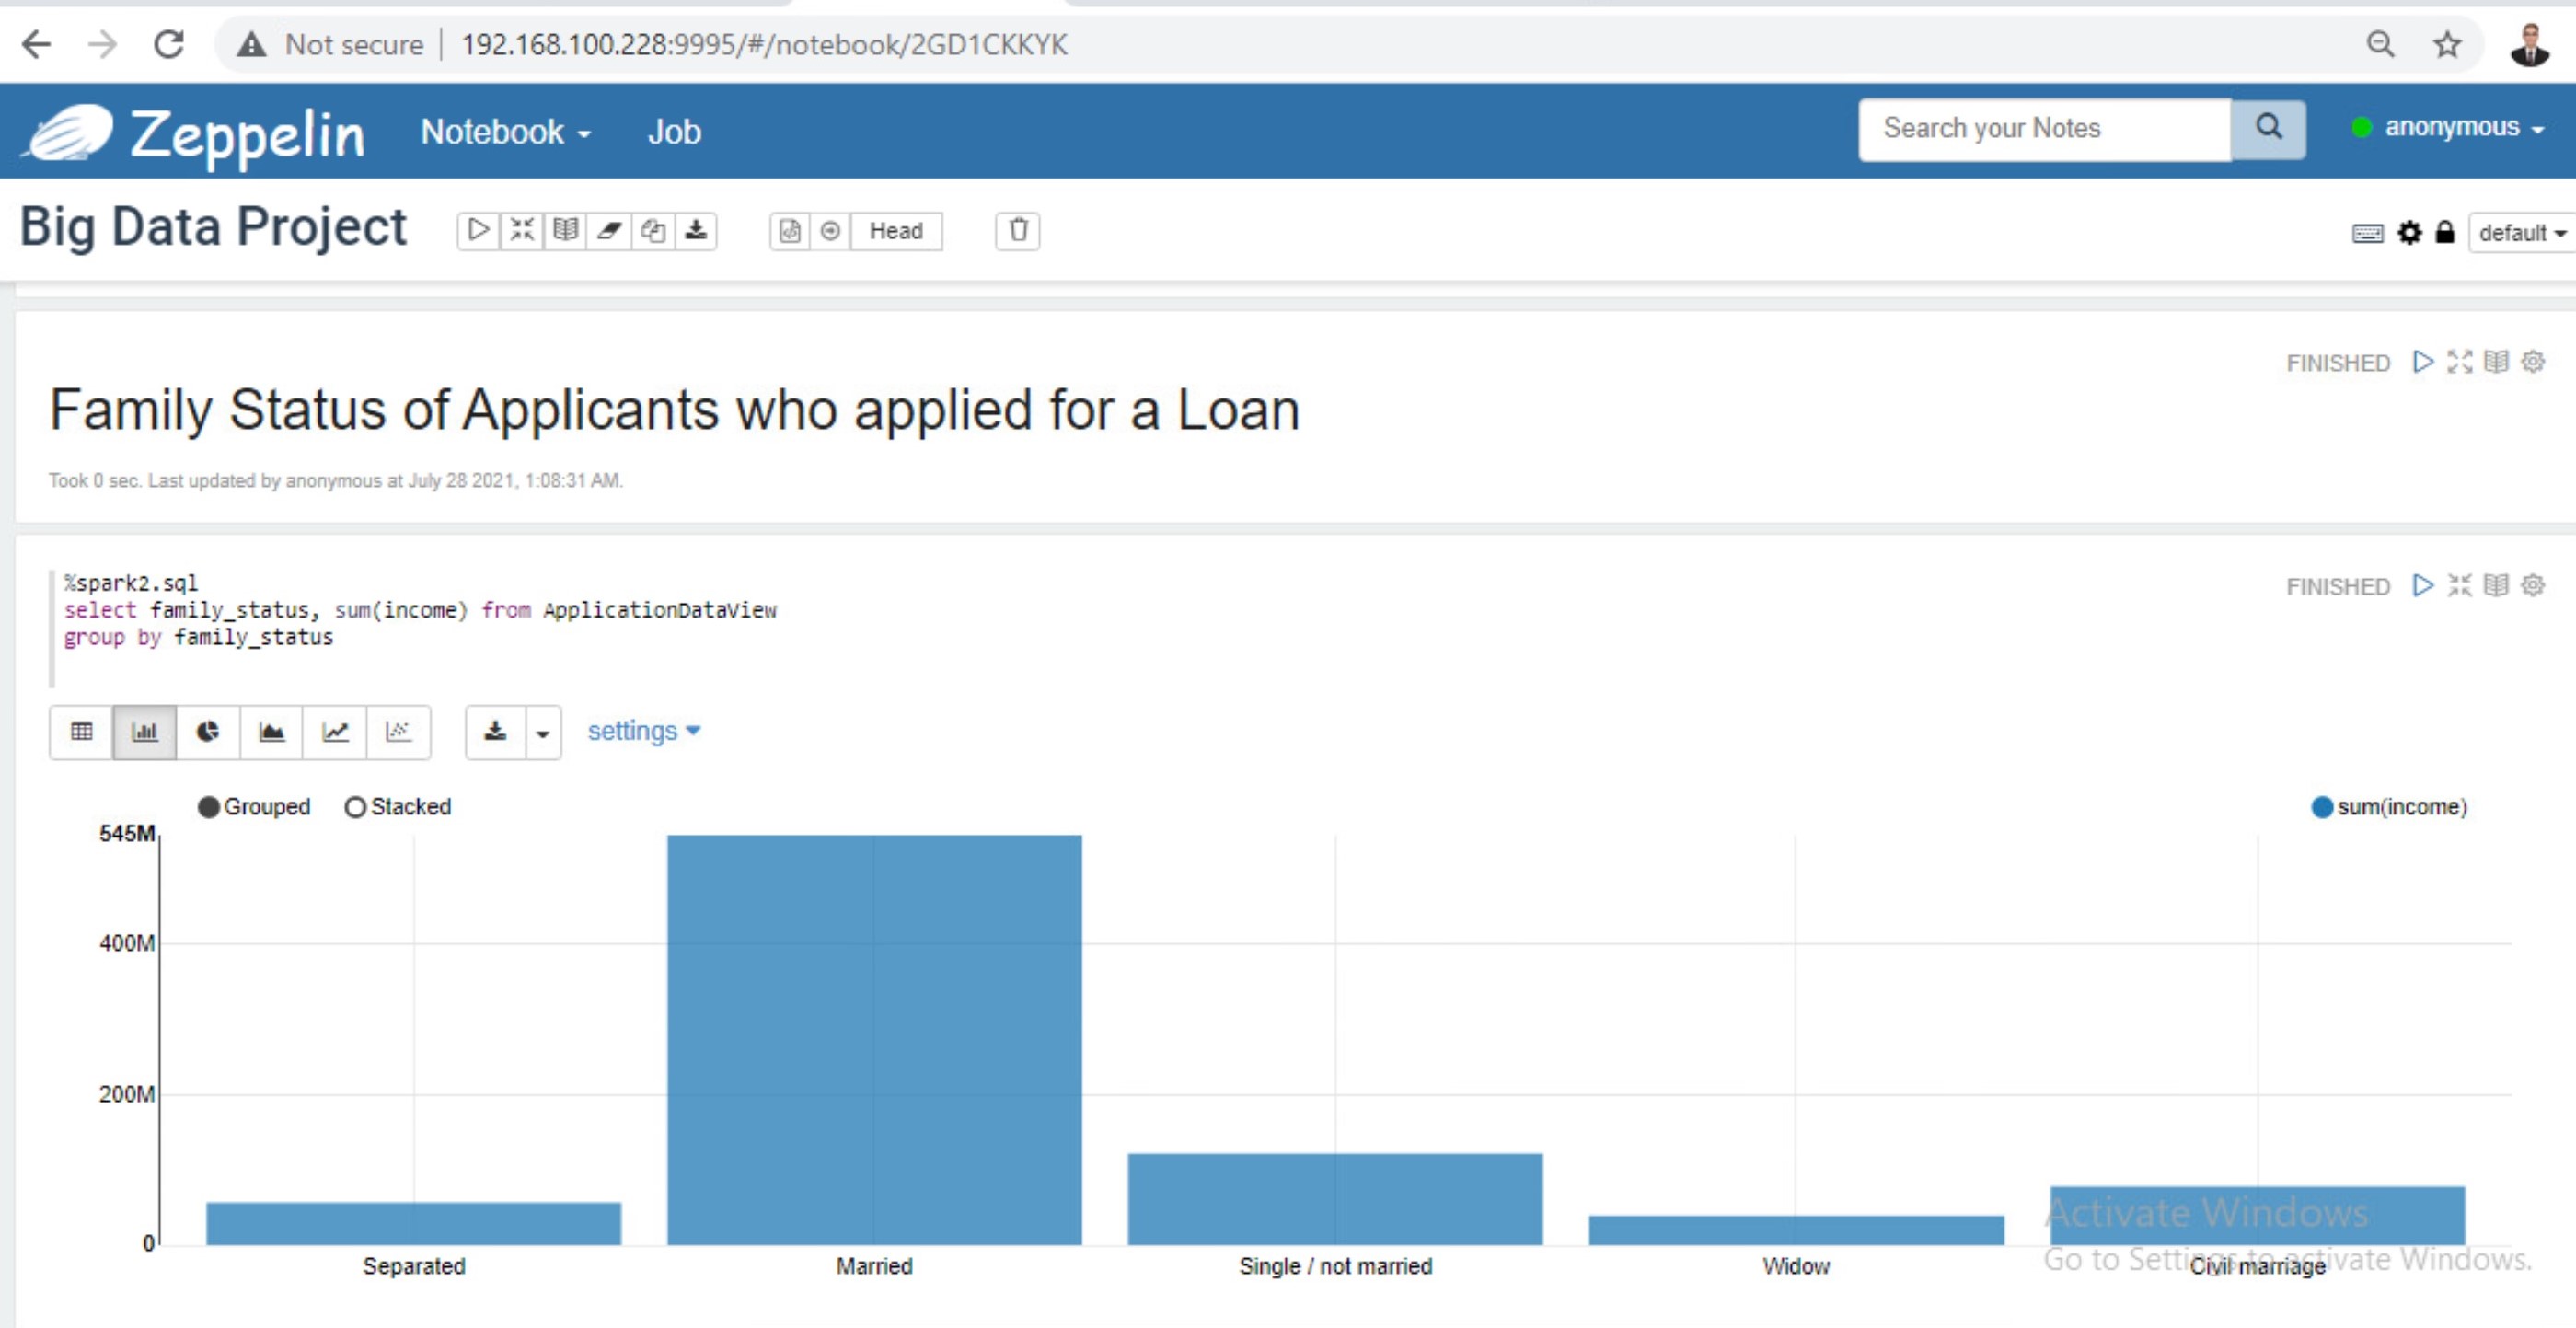 Not secure | 192.168.100.228:9995/#/notebook/2GD1CKKYK
Zeppelin Notebook Job Search your Notes anonymous
Big Data Project Head default
FINISHED
Family Status of Applicants who applied for a Loan
Took 0 sec. Last updated by anonymous at July 28 2021, 1:08:31 AM.
%spark2.sql
FINISHED
select family_status, sum(income) from ApplicationDataView
group by family_status
settings
Grouped Stacked sum(income)
545M
400M
200M
0
Separated Married Single / not married Widow Civil marriage
Activate Windows
Go to Settings to activate Windows.